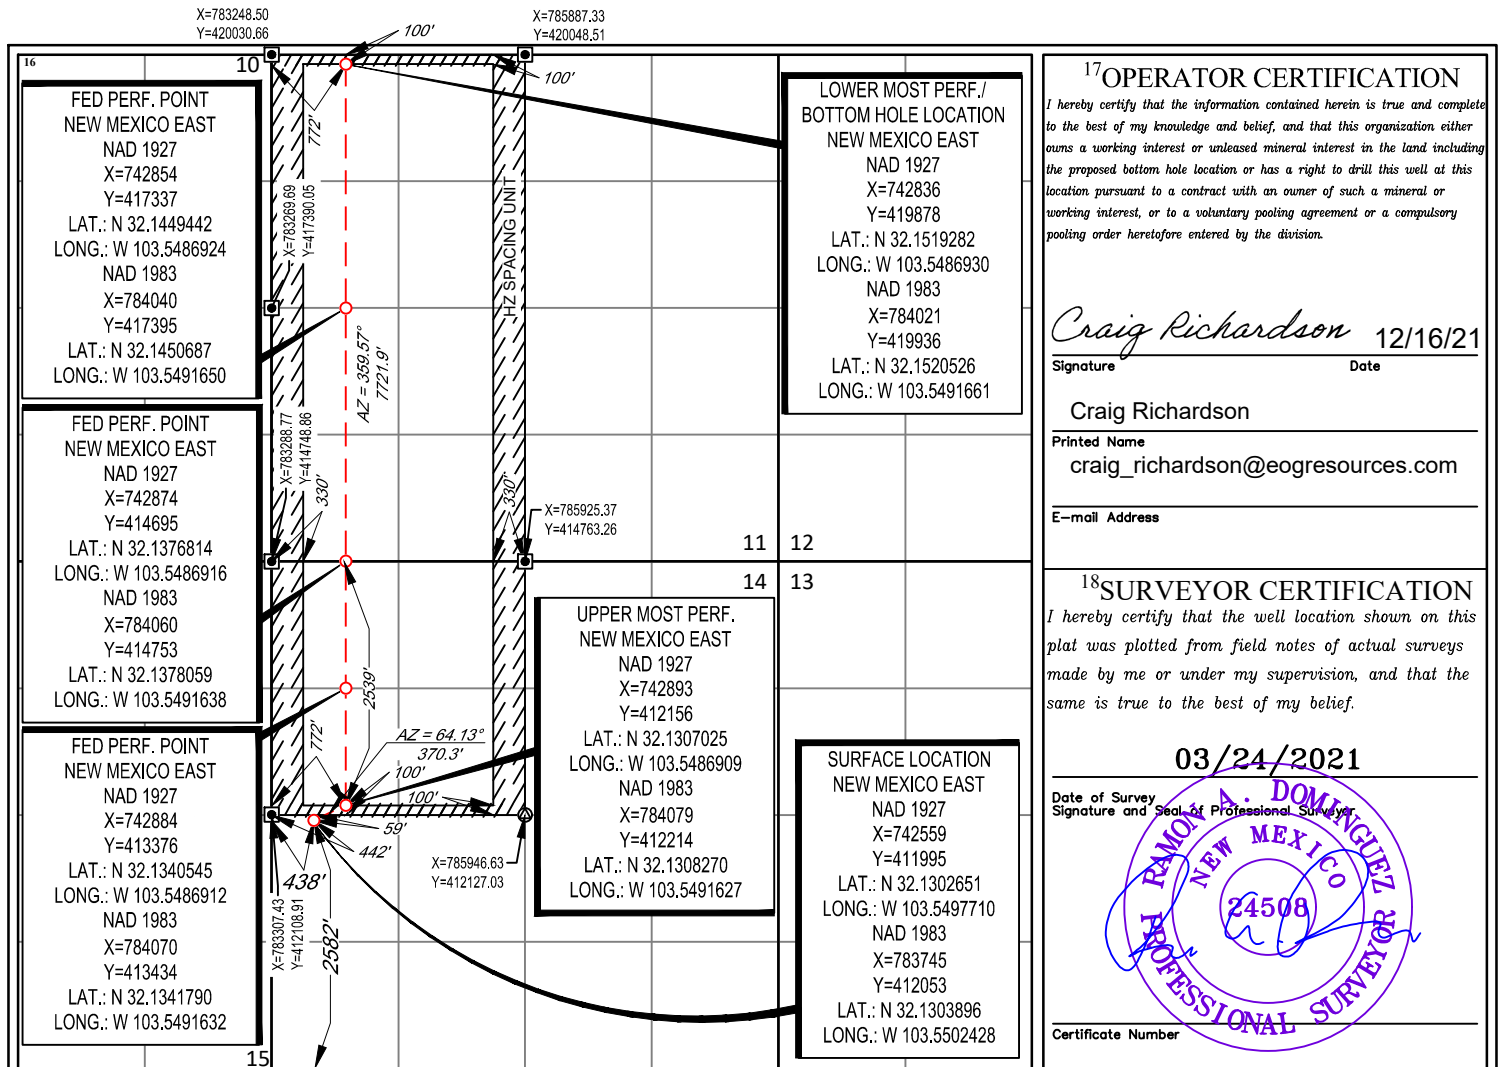 X=783248.50
Y=420030.66
X=785887.33
Y=420048.51
100'
100'
16
10
772'
FED PERF. POINT
NEW MEXICO EAST
NAD 1927
X=742854
Y=417337
LAT.: N 32.1449442
LONG.: W 103.5486924
NAD 1983
X=784040
Y=417395
LAT.: N 32.1450687
LONG.: W 103.5491650
X=783269.69
Y=417390.05
HZ SPACING UNIT
LOWER MOST PERF./
BOTTOM HOLE LOCATION
NEW MEXICO EAST
NAD 1927
X=742836
Y=419878
LAT.: N 32.1519282
LONG.: W 103.5486930
NAD 1983
X=784021
Y=419936
LAT.: N 32.1520526
LONG.: W 103.5491661
AZ = 359.57°
7721.9'
FED PERF. POINT
NEW MEXICO EAST
NAD 1927
X=742874
Y=414695
LAT.: N 32.1376814
LONG.: W 103.5486916
NAD 1983
X=784060
Y=414753
LAT.: N 32.1378059
LONG.: W 103.5491638
X=783288.77
Y=414748.86
330'
330'
X=785925.37
Y=414763.26
11 12
14 13
2539'
FED PERF. POINT
NEW MEXICO EAST
NAD 1927
X=742884
Y=413376
LAT.: N 32.1340545
LONG.: W 103.5486912
NAD 1983
X=784070
Y=413434
LAT.: N 32.1341790
LONG.: W 103.5491632
772'
AZ = 64.13°
370.3'
100'
100'
59'
442'
438'
2582'
X=783307.43
Y=412108.91
X=785946.63
Y=412127.03
15
UPPER MOST PERF.
NEW MEXICO EAST
NAD 1927
X=742893
Y=412156
LAT.: N 32.1307025
LONG.: W 103.5486909
NAD 1983
X=784079
Y=412214
LAT.: N 32.1308270
LONG.: W 103.5491627
SURFACE LOCATION
NEW MEXICO EAST
NAD 1927
X=742559
Y=411995
LAT.: N 32.1302651
LONG.: W 103.5497710
NAD 1983
X=783745
Y=412053
LAT.: N 32.1303896
LONG.: W 103.5502428
17OPERATOR CERTIFICATION
I hereby certify that the information contained herein is true and complete
to the best of my knowledge and belief, and that this organization either
owns a working interest or unleased mineral interest in the land including
the proposed bottom hole location or has a right to drill this well at this
location pursuant to a contract with an owner of such a mineral or
working interest, or to a voluntary pooling agreement or a compulsory
pooling order heretofore entered by the division.
Craig Richardson 12/16/21
Signature Date
Craig Richardson
Printed Name
craig_richardson@eogresources.com
E-mail Address
18SURVEYOR CERTIFICATION
I hereby certify that the well location shown on this
plat was plotted from field notes of actual surveys
made by me or under my supervision, and that the
same is true to the best of my belief.
03/24/2021
Date of Survey
Signature and Seal of Professional Surveyor
RAMON A. DOMINGUEZ
NEW MEXICO
24508
PROFESSIONAL SURVEYOR
Certificate Number